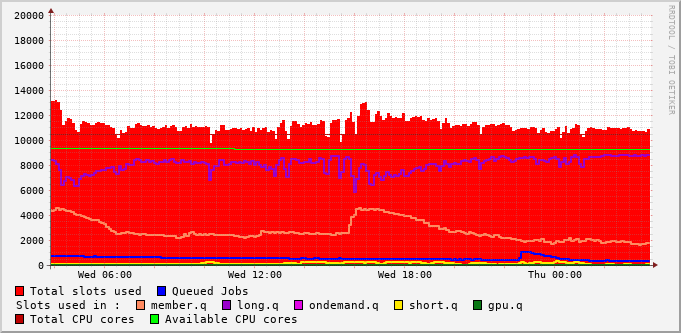 20000
18000
16000
14000
12000
10000
8000
6000
4000
2000
0
Wed 06:00 Wed 12:00 Wed 18:00 Thu 00:00
Total slots used Queued Jobs
Slots used in : member.q long.q ondemand.q short.q gpu.q
Total CPU cores Available CPU cores
RRDTOOL / TOBI OETIKER